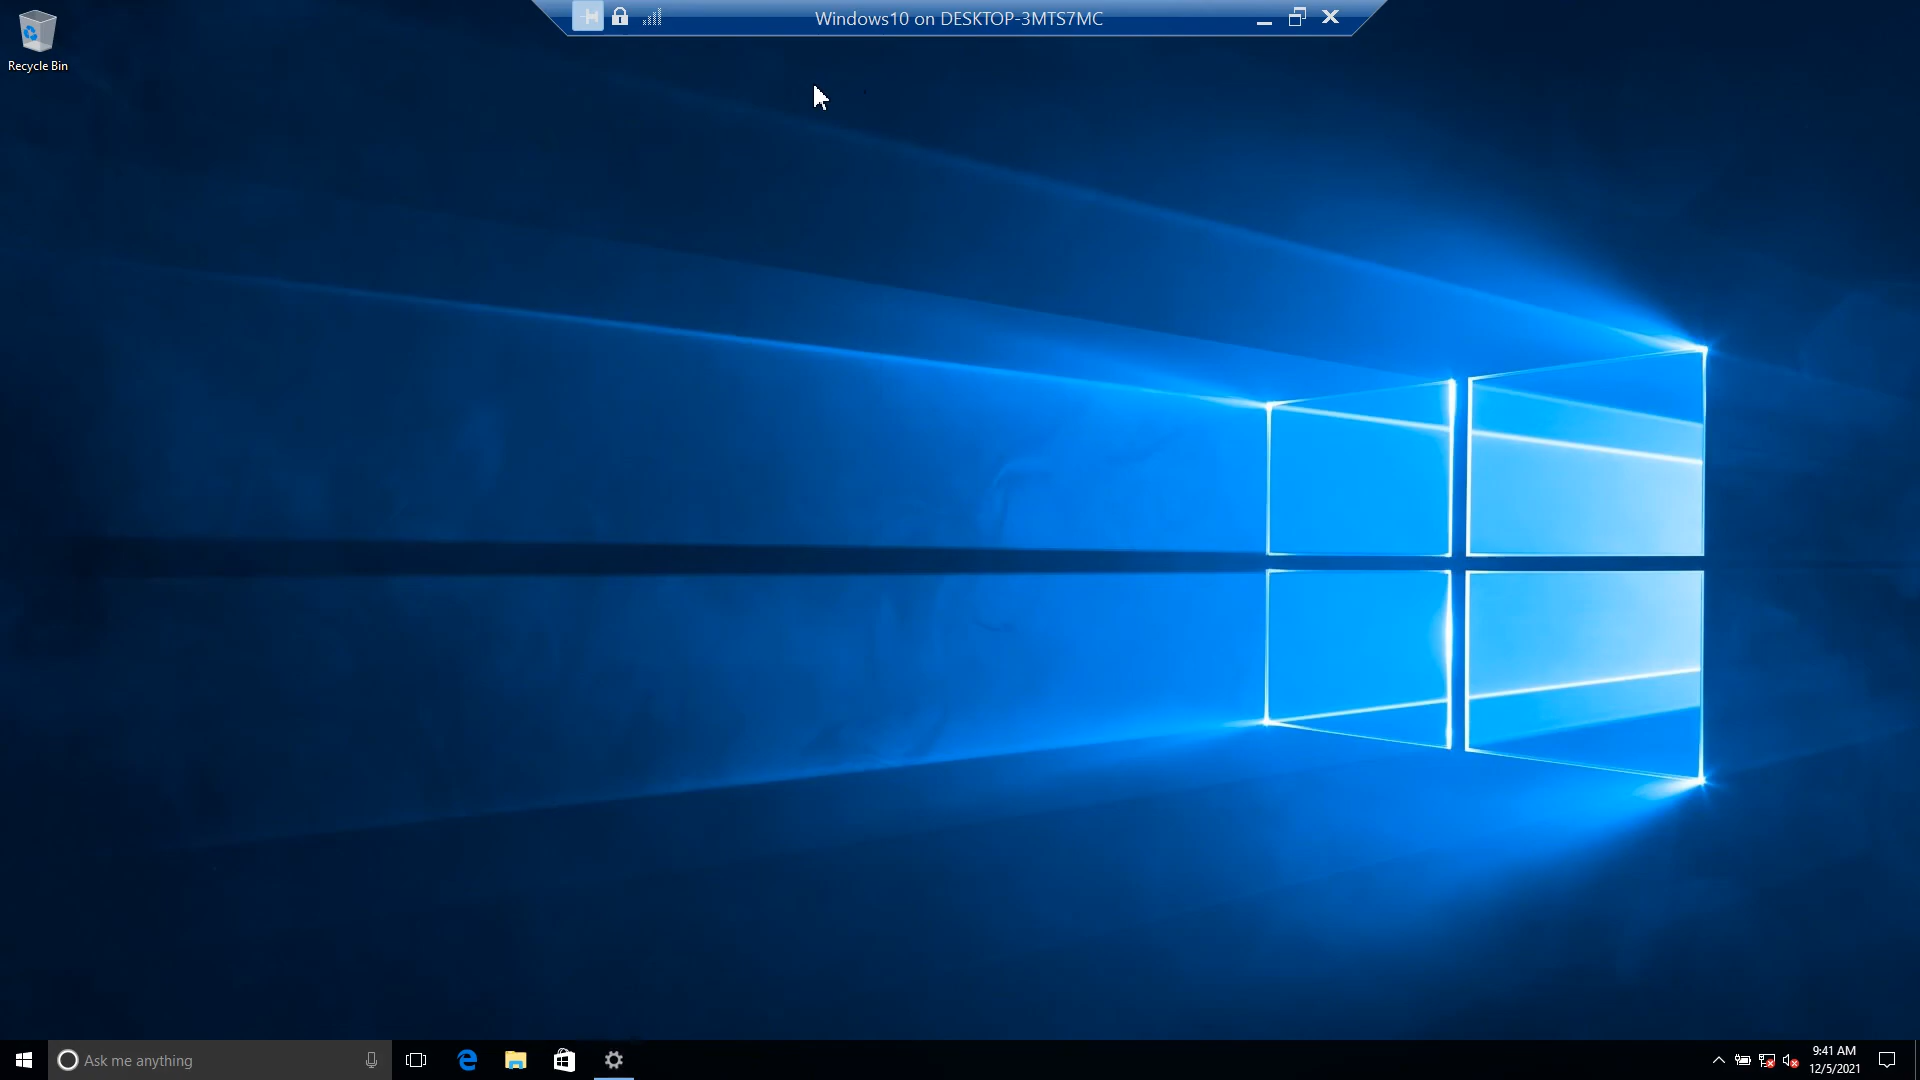 Windows10 on DESKTOP-3MTS7MC
Recycle Bin
Ask me anything
9:41 AM
12/5/2021